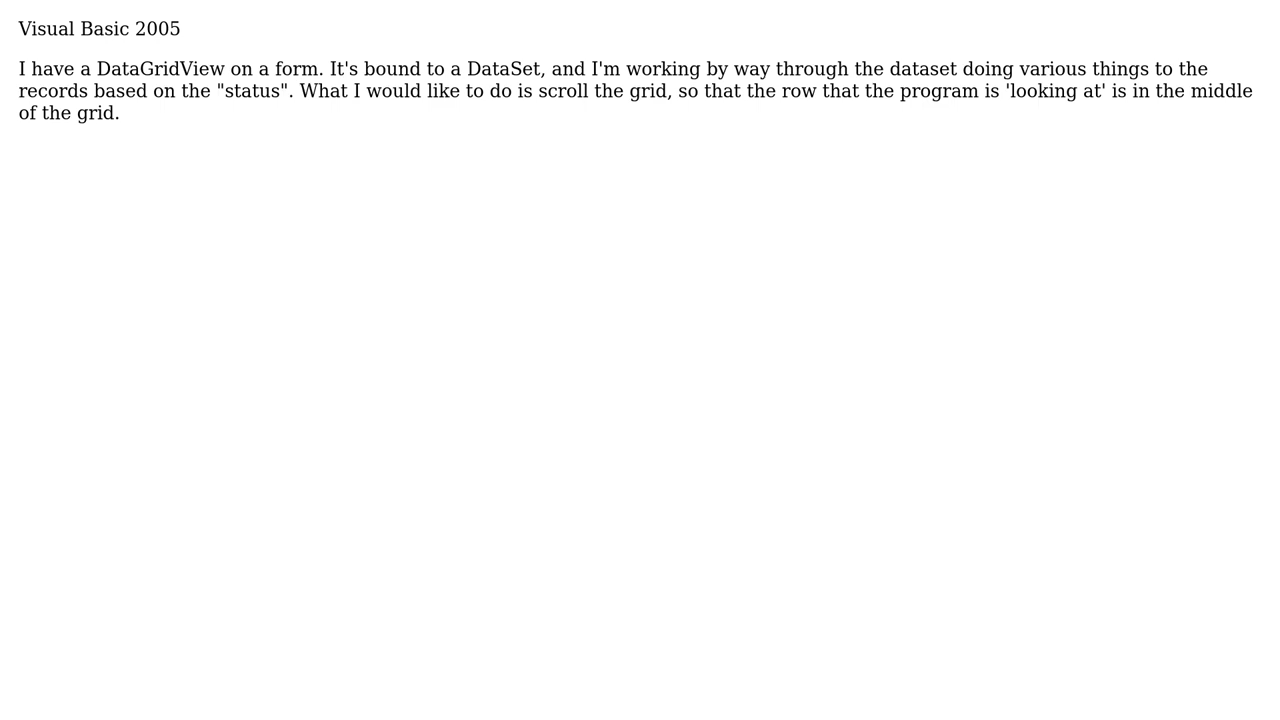 Visual Basic 2005
I have a DataGridView on a form. It's bound to a DataSet, and I'm working by way through the dataset doing various things to the
records based on the "status". What I would like to do is scroll the grid, so that the row that the program is 'looking at' is in the middle
of the grid.